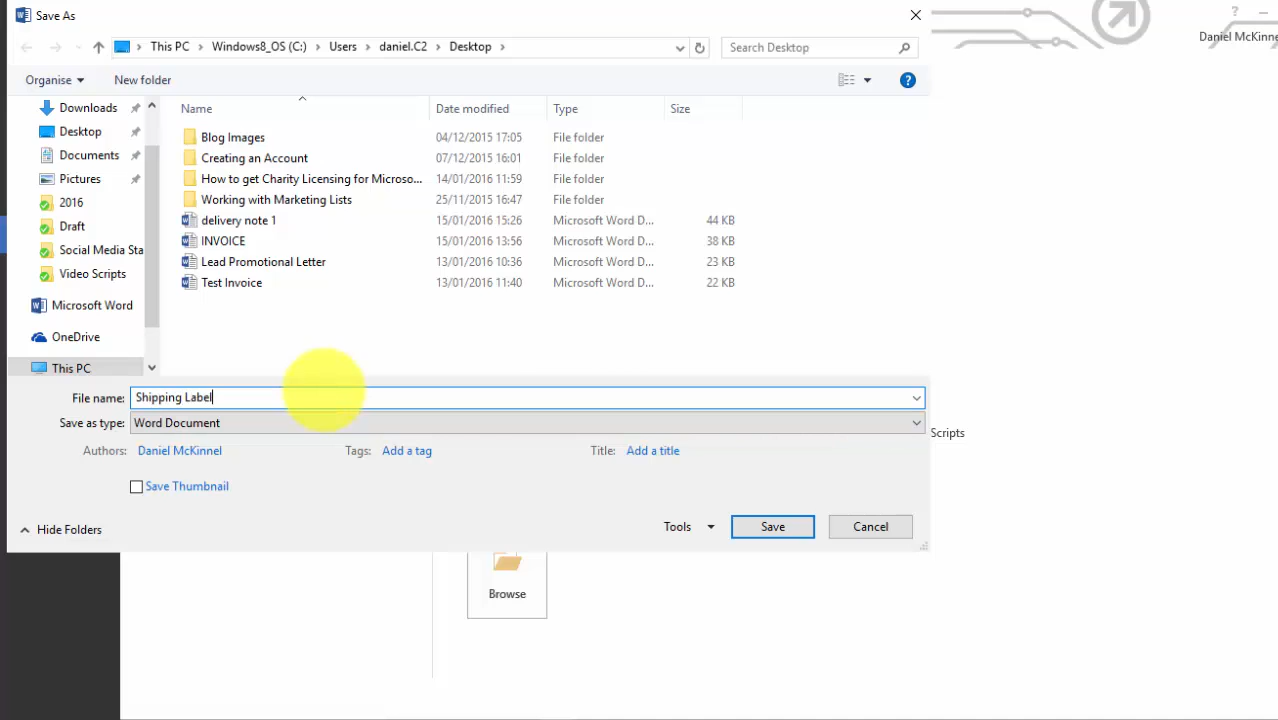 Save As
This PC > Windows8_OS (C:) > Users > daniel.C2 > Desktop >
Search Desktop
?
Daniel McKinne
Organise
New folder
?
Name
Date modified
Type
Size
Downloads
Desktop
Documents
Pictures
2016
Draft
Social Media Sta
Video Scripts
Microsoft Word
OneDrive
This PC
Blog Images 04/12/2015 17:05 File folder
Creating an Account 07/12/2015 16:01 File folder
How to get Charity Licensing for Microso... 14/01/2016 11:59 File folder
Working with Marketing Lists 25/11/2015 16:47 File folder
delivery note 1 15/01/2016 15:26 Microsoft Word D... 44 KB
INVOICE 15/01/2016 13:56 Microsoft Word D... 38 KB
Lead Promotional Letter 13/01/2016 10:36 Microsoft Word D... 23 KB
Test Invoice 13/01/2016 11:40 Microsoft Word D... 22 KB
File name: Shipping Label
Save as type: Word Document
Scripts
Authors: Daniel McKinnel Tags: Add a tag Title: Add a title
Save Thumbnail
Hide Folders
Tools
Save
Cancel
Browse